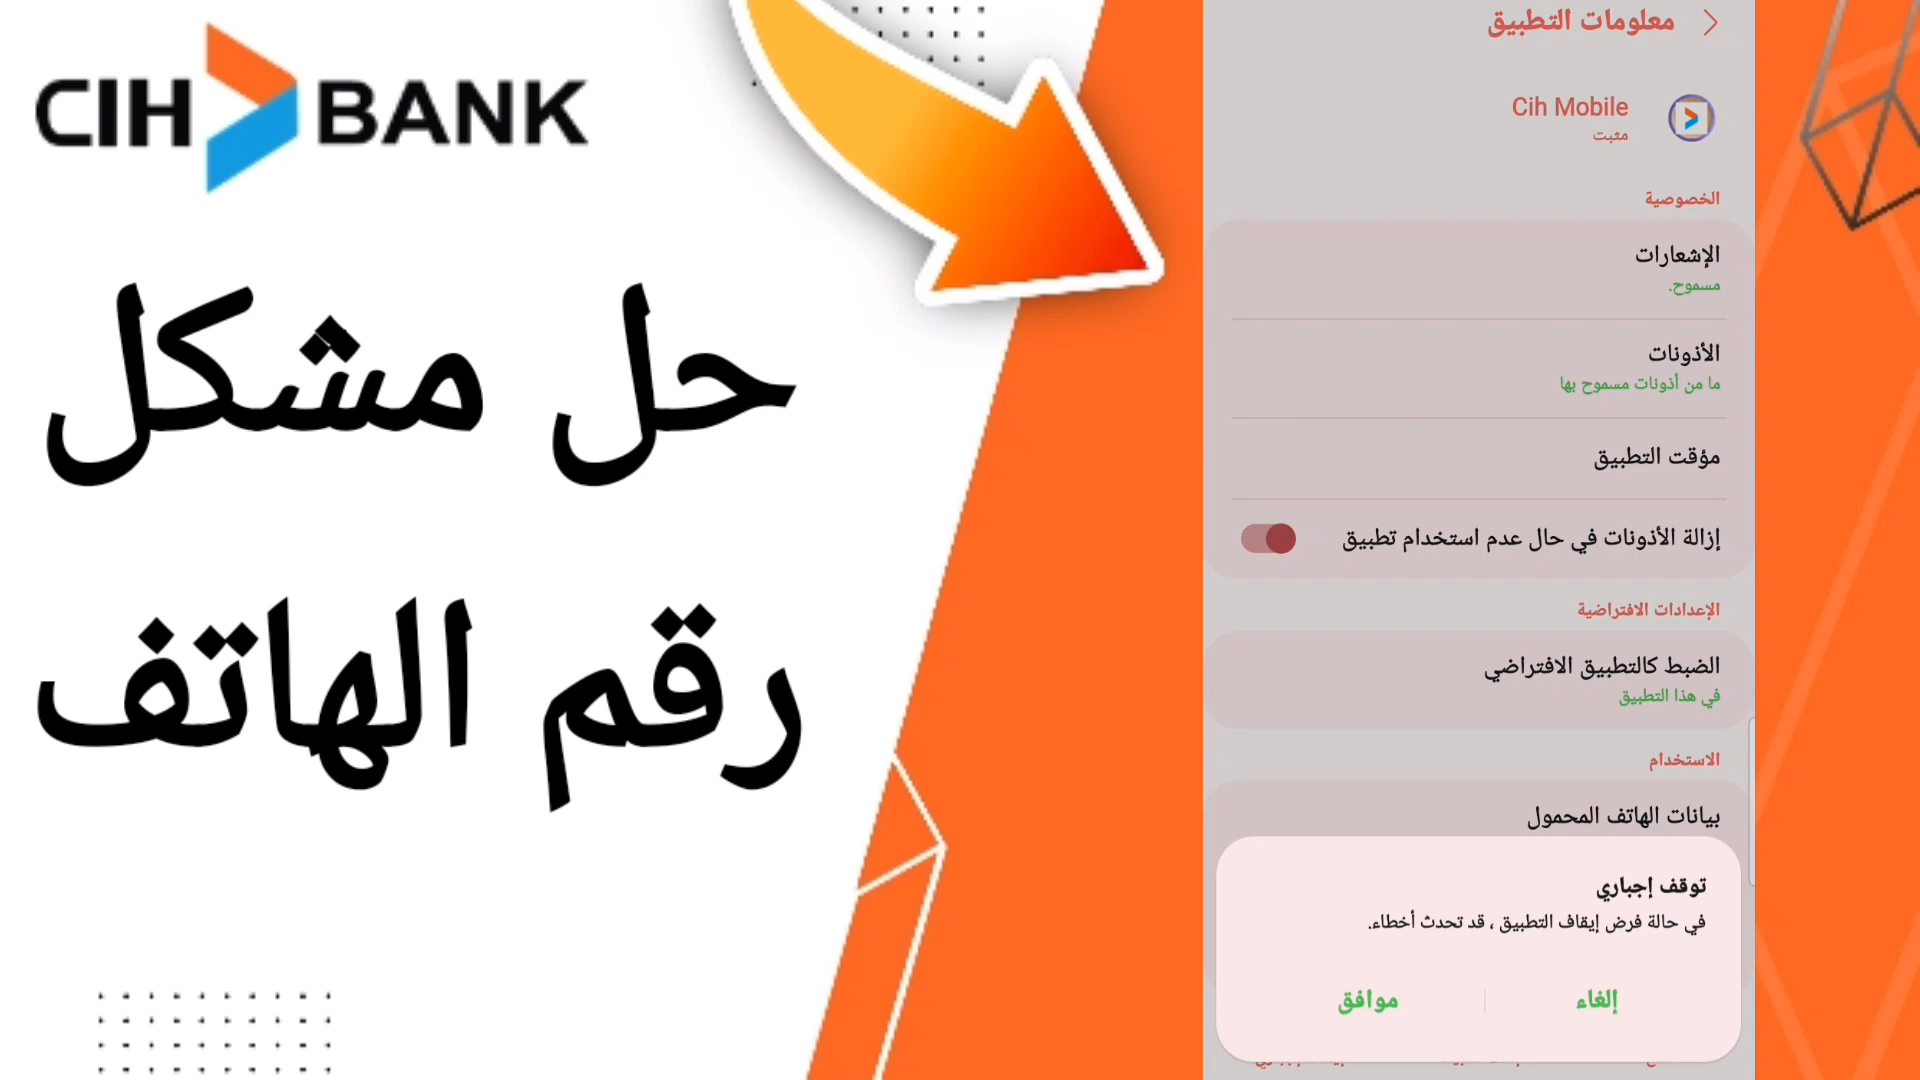 CIH BANK
حل مشكل
رقم الهاتف
معلومات التطبيق
Cih Mobile
مثبت
الخصوصية
الإشعارات
مسموح.
الأذونات
ما من أذونات مسموح بها
مؤقت التطبيق
إزالة الأذونات في حال عدم استخدام تطبيق
الإعدادات الافتراضية
الضبط كالتطبيق الافتراضي
في هذا التطبيق
الاستخدام
بيانات الهاتف المحمول
توقف إجباري
في حالة فرض إيقاف التطبيق ، قد تحدث أخطاء.
إلغاء
موافق